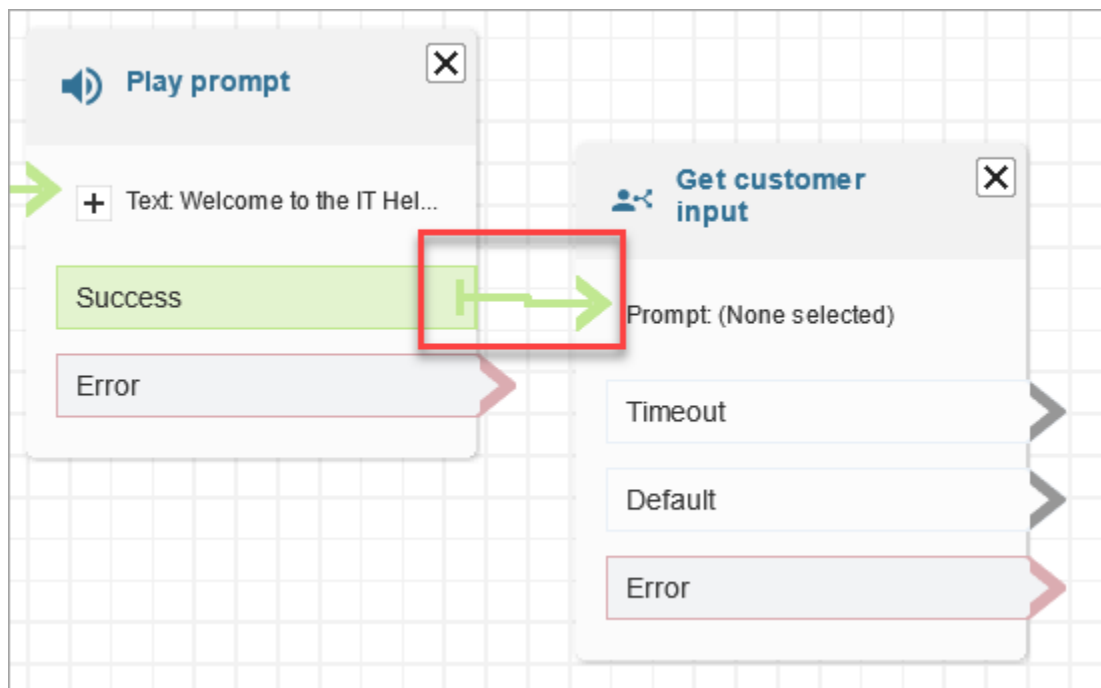 Play prompt
Text: Welcome to the IT Hel...
Success
Error
Get customer
input
Prompt: (None selected)
Timeout
Default
Error